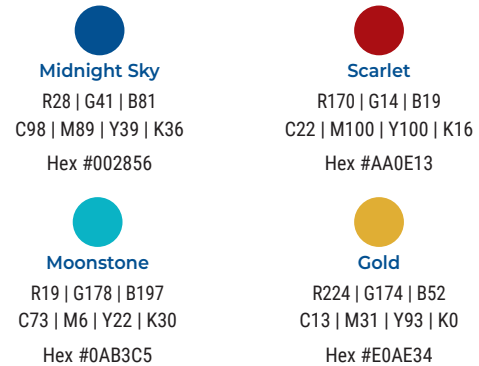 Midnight Sky
R28 | G41 | B81
C98 | M89 | Y39 | K36
Hex #002856
Scarlet
R170 | G14 | B19
C22 | M100 | Y100 | K16
Hex #AA0E13
Moonstone
R19 | G178 | B197
C73 | M6 | Y22 | K30
Hex #0AB3C5
Gold
R224 | G174 | B52
C13 | M31 | Y93 | K0
Hex #E0AE34